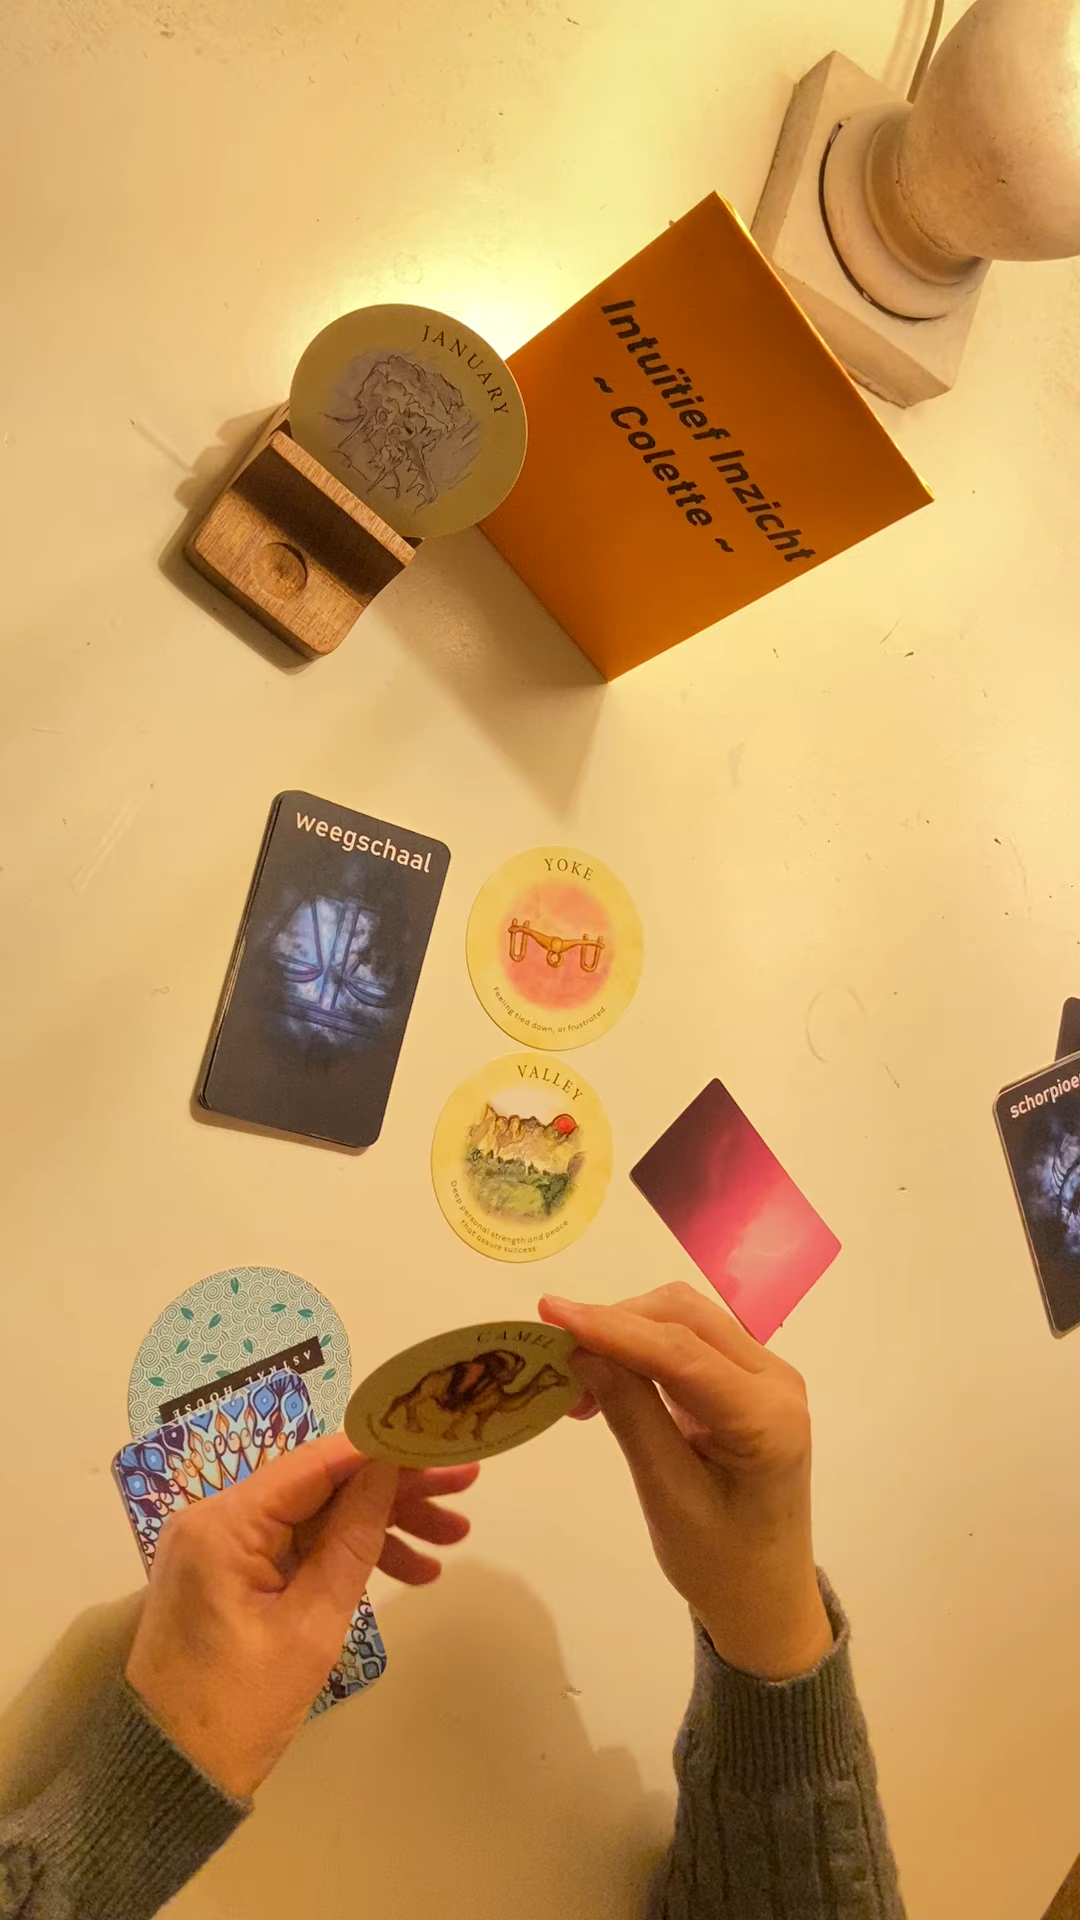 JANUARY
Intuïtief Inzicht
~ Colette ~
weegschaal
YOKE
Feeling tied down, or frustrated
VALLEY
Deep personal strength and peace
that assure success
CAMEL
ASTRAL HOUSE